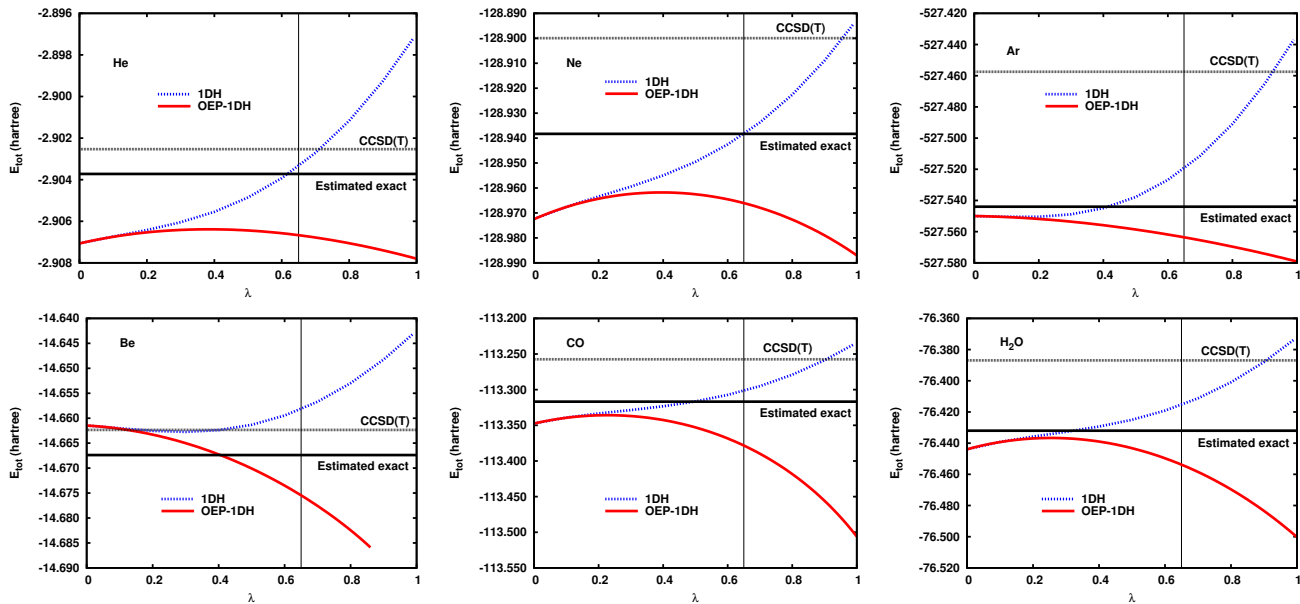 -2.896
-2.898
-2.900
-2.902
-2.904
-2.906
-2.908
E_tot (hartree)
He
1DH
OEP-1DH
CCSD(T)
Estimated exact
0 0.2 0.4 0.6 0.8 1
λ
-128.890
-128.900
-128.910
-128.920
-128.930
-128.940
-128.950
-128.960
-128.970
-128.980
-128.990
E_tot (hartree)
Ne
CCSD(T)
1DH
OEP-1DH
Estimated exact
0 0.2 0.4 0.6 0.8 1
λ
-527.420
-527.440
-527.460
-527.480
-527.500
-527.520
-527.540
-527.560
-527.580
E_tot (hartree)
Ar
CCSD(T)
1DH
OEP-1DH
Estimated exact
0 0.2 0.4 0.6 0.8 1
λ
-14.640
-14.645
-14.650
-14.655
-14.660
-14.665
-14.670
-14.675
-14.680
-14.685
-14.690
E_tot (hartree)
Be
CCSD(T)
Estimated exact
1DH
OEP-1DH
0 0.2 0.4 0.6 0.8 1
λ
-113.200
-113.250
-113.300
-113.350
-113.400
-113.450
-113.500
-113.550
E_tot (hartree)
CO
CCSD(T)
Estimated exact
1DH
OEP-1DH
0 0.2 0.4 0.6 0.8 1
λ
-76.360
-76.380
-76.400
-76.420
-76.440
-76.460
-76.480
-76.500
-76.520
E_tot (hartree)
H₂O
CCSD(T)
Estimated exact
1DH
OEP-1DH
0 0.2 0.4 0.6 0.8 1
λ